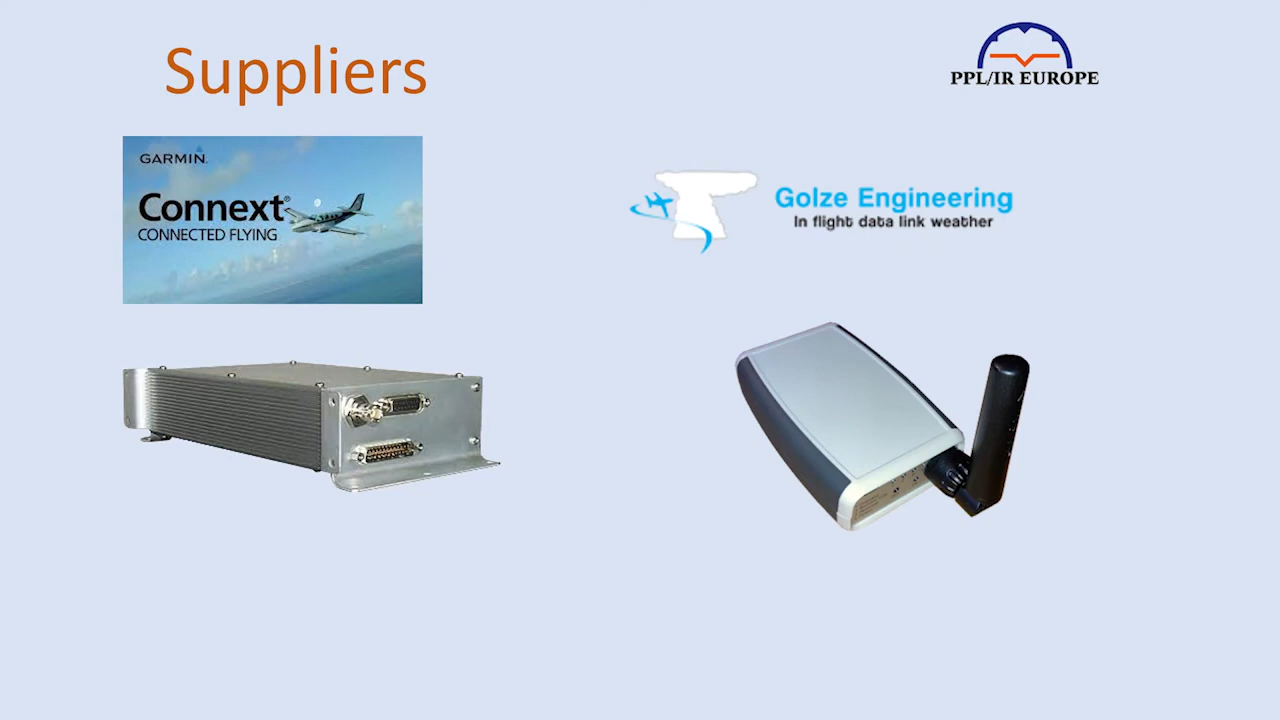 Suppliers
PPL/IR EUROPE
GARMIN.
Connext®
CONNECTED FLYING
Golze Engineering
In flight data link weather